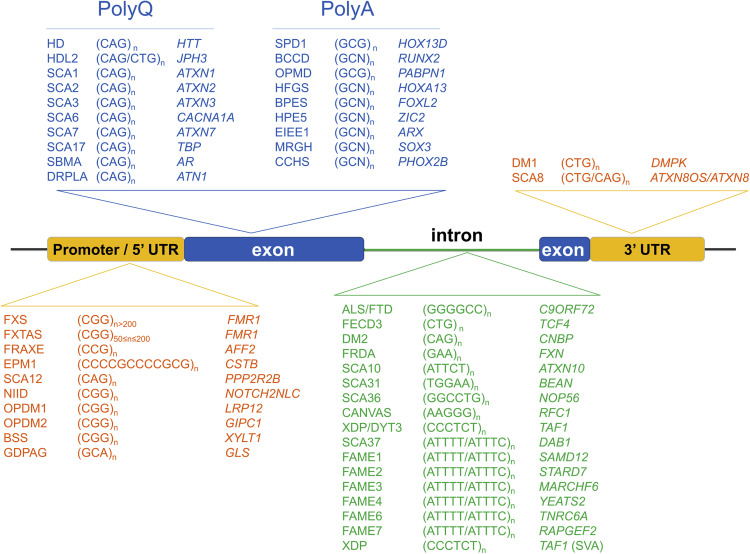 PolyQ
HD (CAG)n HTT
HDL2 (CAG/CTG)n JPH3
SCA1 (CAG)n ATXN1
SCA2 (CAG)n ATXN2
SCA3 (CAG)n ATXN3
SCA6 (CAG)n CACNA1A
SCA7 (CAG)n ATXN7
SCA17 (CAG)n TBP
SBMA (CAG)n AR
DRPLA (CAG)n ATN1
PolyA
SPD1 (GCG)n HOX13D
BCCD (GCN)n RUNX2
OPMD (GCG)n PABPN1
HFGS (GCN)n HOXA13
BPES (GCN)n FOXL2
HPE5 (GCN)n ZIC2
EIEE1 (GCN)n ARX
MRGH (GCN)n SOX3
CCHS (GCN)n PHOX2B
DM1 (CTG)n DMPK
SCA8 (CTG/CAG)n ATXN8OS/ATXN8
Promoter / 5' UTR
exon
intron
exon
3' UTR
FXS (CGG)n>200 FMR1
FXTAS (CGG)50≤n≤200 FMR1
FRAXE (CCG)n AFF2
EPM1 (CCCCGCCCCGCG)n CSTB
SCA12 (CAG)n PPP2R2B
NIID (CGG)n NOTCH2NLC
OPDM1 (CGG)n LRP12
OPDM2 (CGG)n GIPC1
BSS (CGG)n XYLT1
GDPAG (GCA)n GLS
ALS/FTD (GGGGCC)n C9ORF72
FECD3 (CTG)n TCF4
DM2 (CAG)n CNBP
FRDA (GAA)n FXN
SCA10 (ATTCT)n ATXN10
SCA31 (TGGAA)n BEAN
SCA36 (GGCCTG)n NOP56
CANVAS (AAGGG)n RFC1
XDP/DYT3 (CCCTCT)n TAF1
SCA37 (ATTTT/ATTTC)n DAB1
FAME1 (ATTTT/ATTTC)n SAMD12
FAME2 (ATTTT/ATTTC)n STARD7
FAME3 (ATTTT/ATTTC)n MARCHF6
FAME4 (ATTTT/ATTTC)n YEATS2
FAME6 (ATTTT/ATTTC)n TNRC6A
FAME7 (ATTTT/ATTTC)n RAPGEF2
XDP (CCCTCT)n TAF1 (SVA)